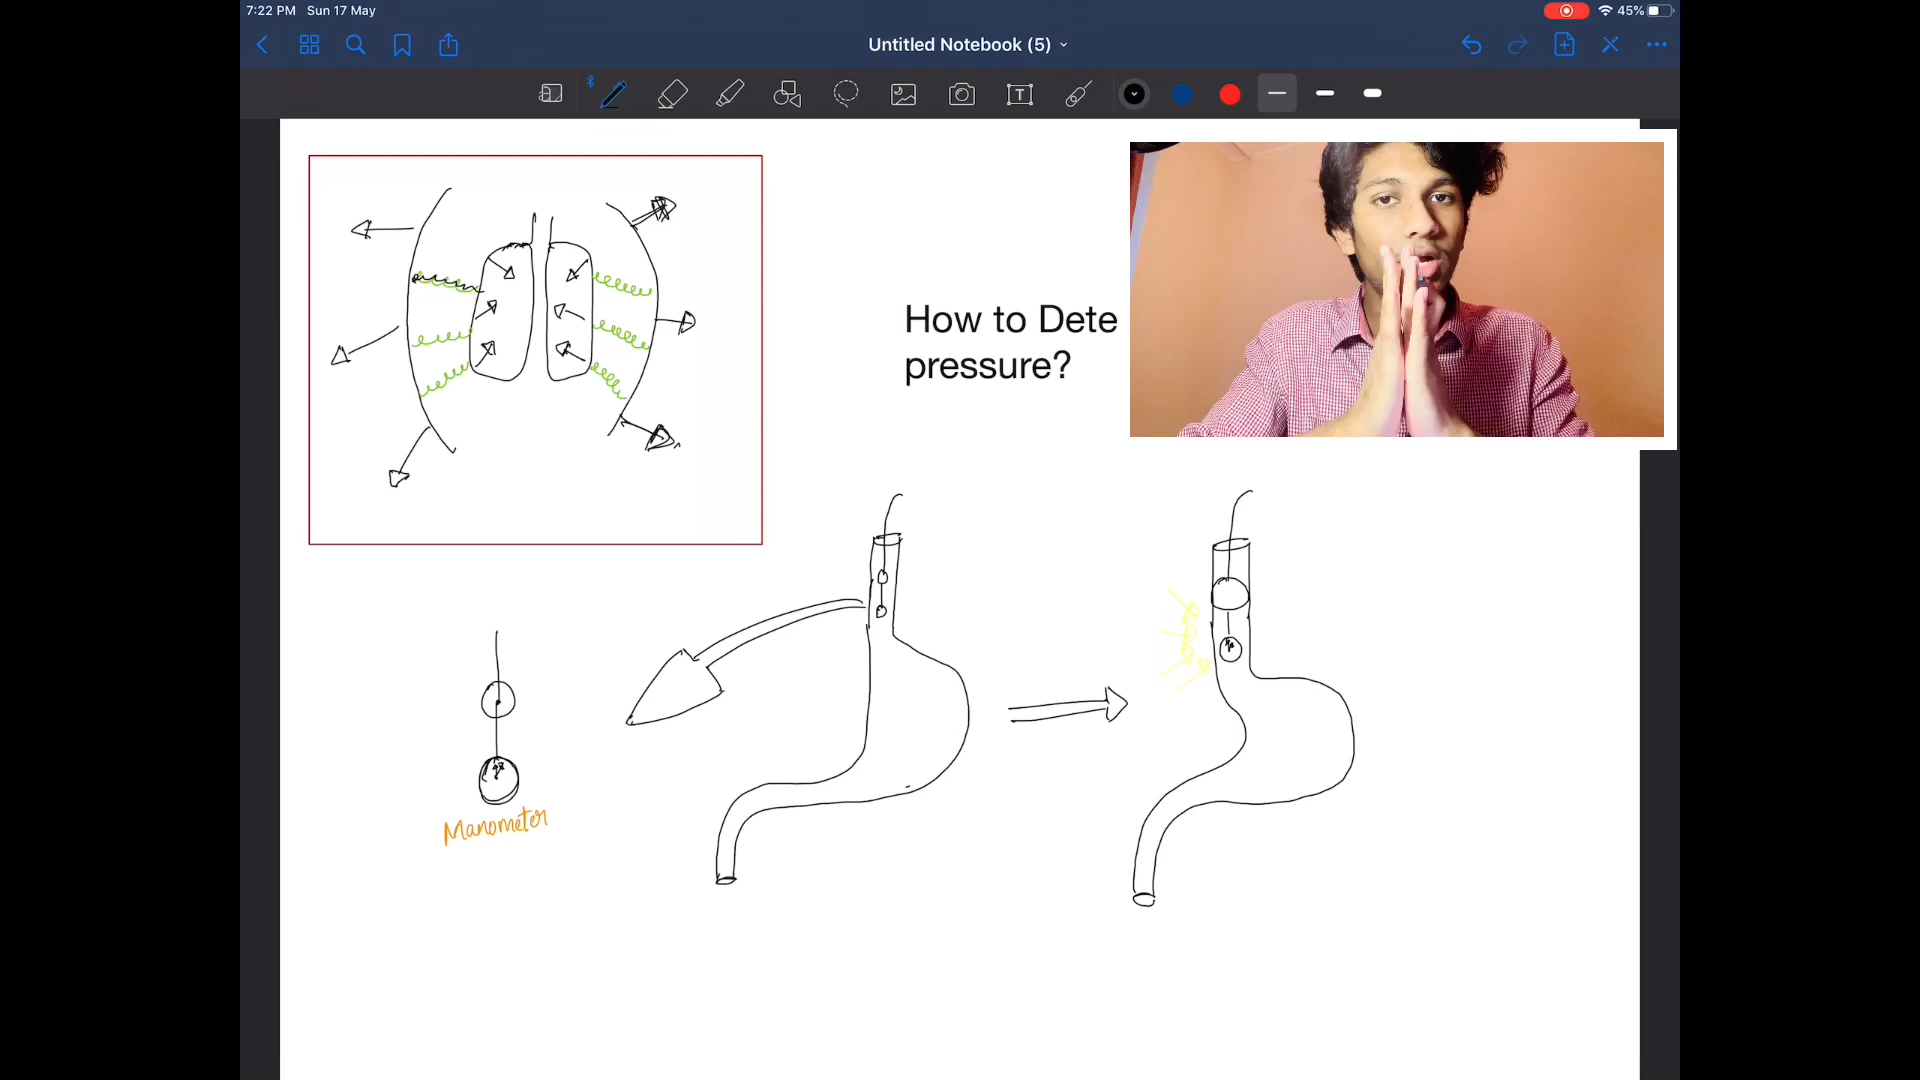 7:22 PM Sun 17 May
45%
Untitled Notebook (5)
T
How to Dete
pressure?
Manometer